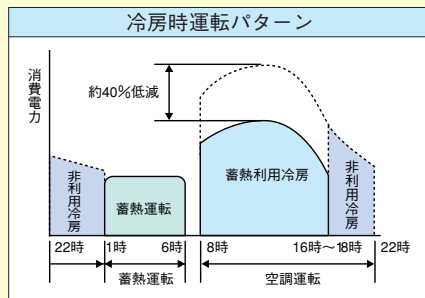 冷房時運転パターン
消費電力
約40%低減
非利用冷房
蓄熱運転
蓄熱利用冷房
非利用冷房
22時 1時 6時 8時 16時〜18時 22時
蓄熱運転 空調運転